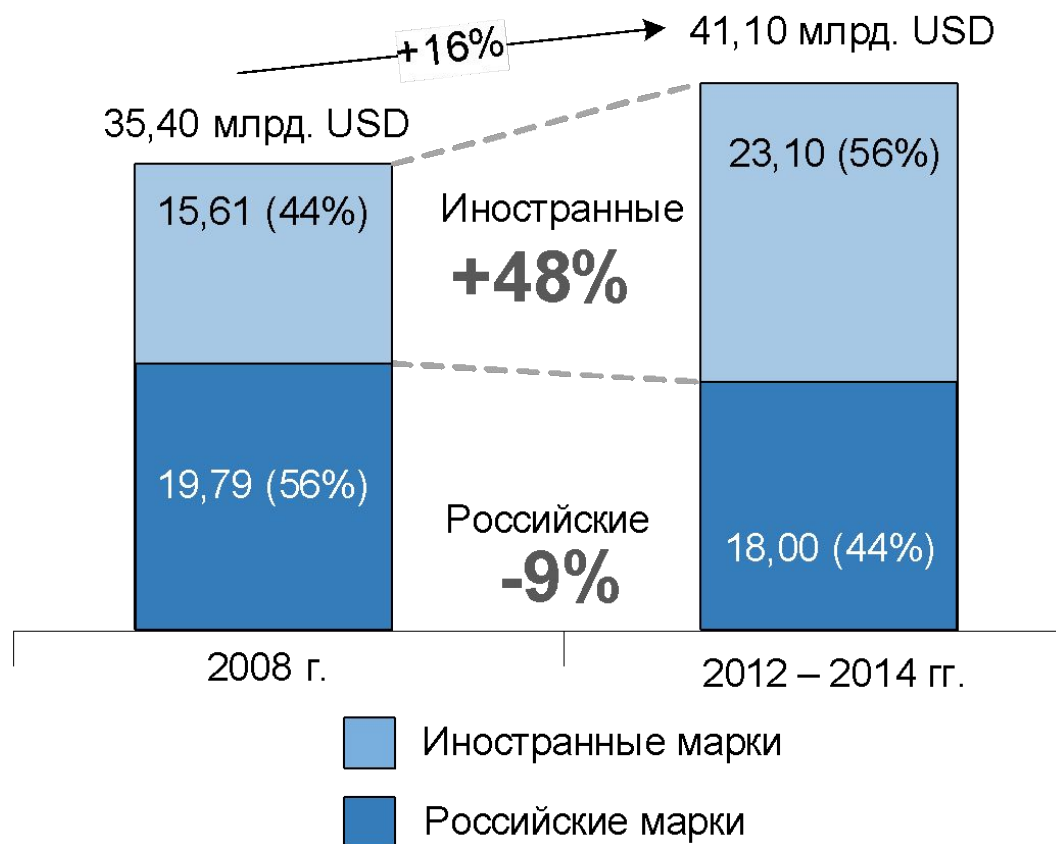 +16%
41,10 млрд. USD
35,40 млрд. USD
23,10 (56%)
15,61 (44%)
Иностранные
+48%
19,79 (56%)
Российские
-9%
18,00 (44%)
2008 г.
2012 – 2014 гг.
Иностранные марки
Российские марки